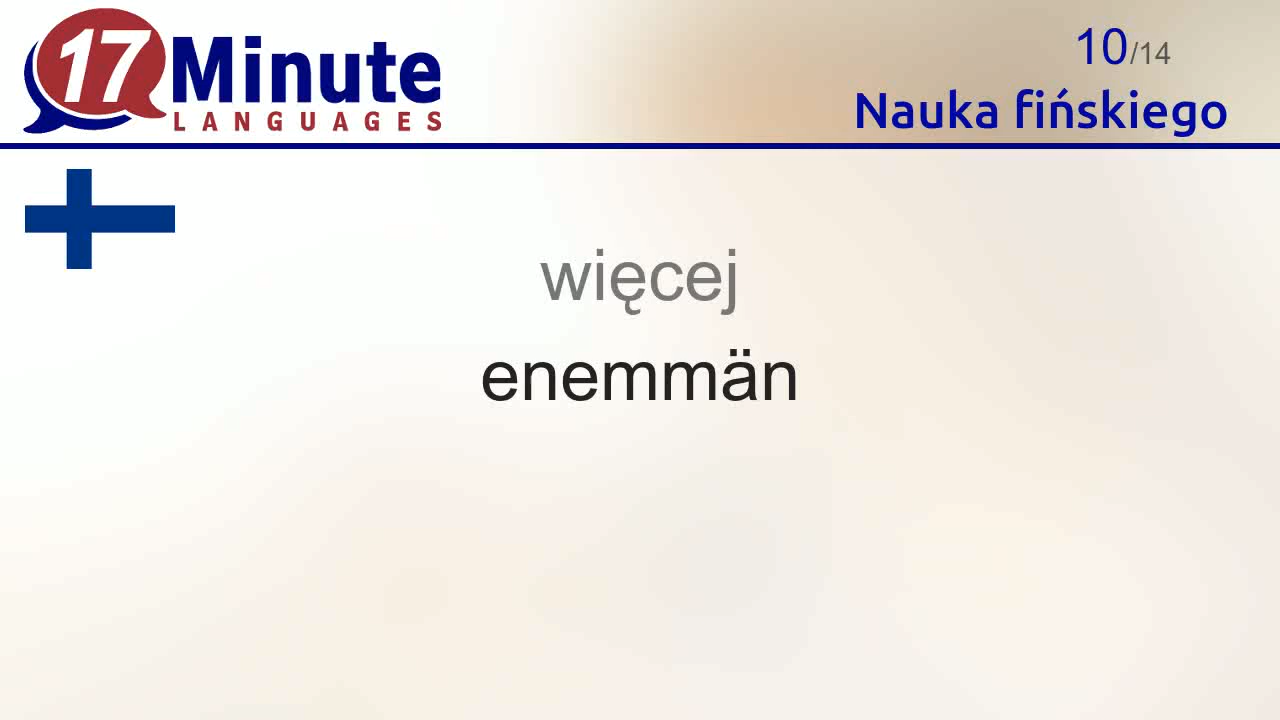 17 Minute
LANGUAGES
10/14
Nauka fińskiego
więcej
enemmän